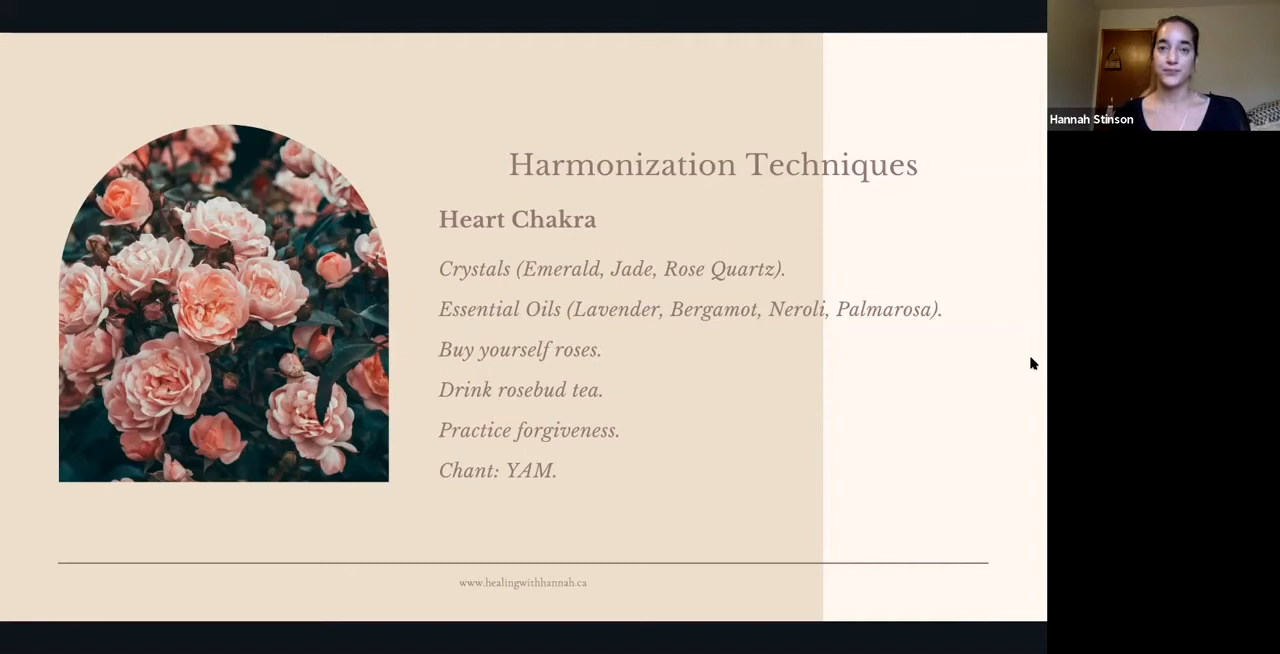 Harmonization Techniques
Heart Chakra
Crystals (Emerald, Jade, Rose Quartz).
Essential Oils (Lavender, Bergamot, Neroli, Palmarosa).
Buy yourself roses.
Drink rosebud tea.
Practice forgiveness.
Chant: YAM.
www.healingwithhannah.ca
Hannah Stinson